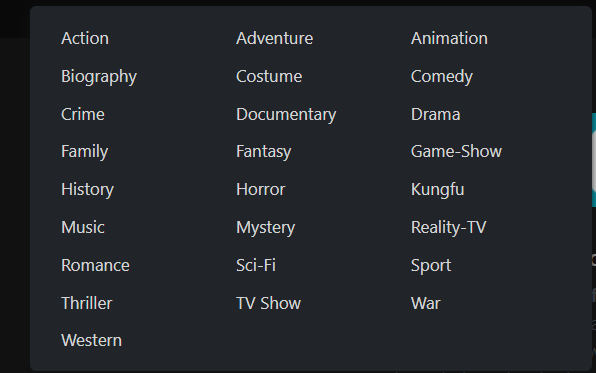 Action Adventure Animation
Biography Costume Comedy
Crime Documentary Drama
Family Fantasy Game-Show
History Horror Kungfu
Music Mystery Reality-TV
Romance Sci-Fi Sport
Thriller TV Show War
Western